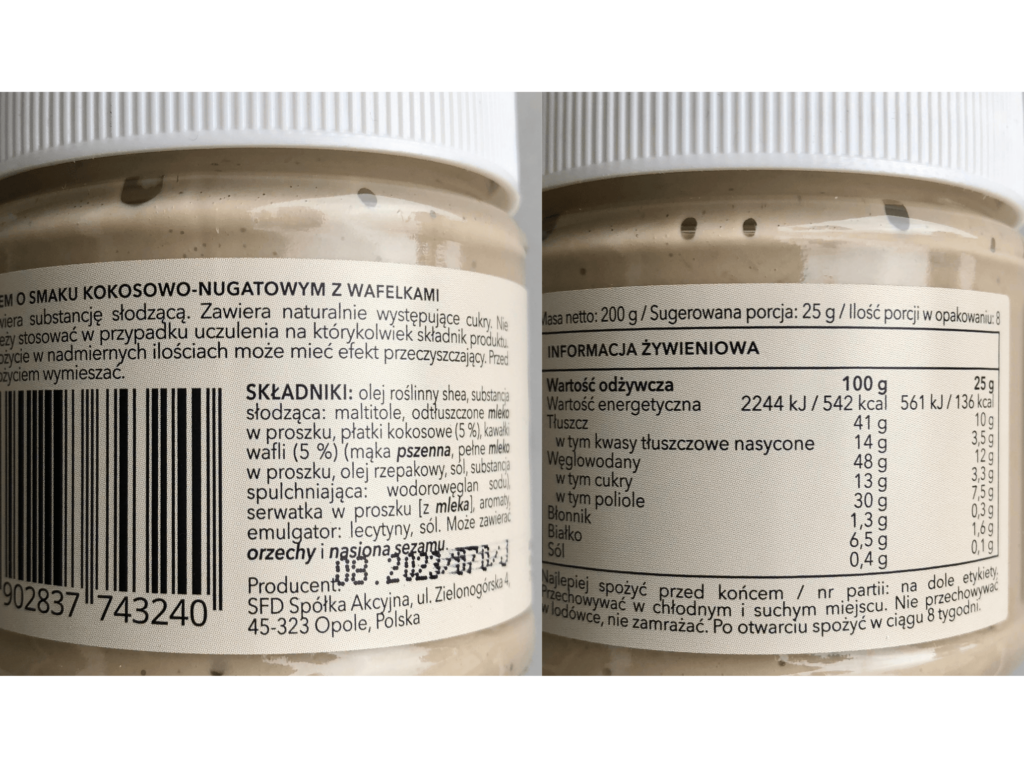 EM O SMAKU KOKOSOWO-NUGATOWYM Z WAFELKAMI
wiera substancję słodzącą. Zawiera naturalnie występujące cukry. Nie
eży stosować w przypadku uczulenia na którykolwiek składnik produktu.
ożycie w nadmiernych ilościach może mieć efekt przeczyszczający. Przed
ożyciem wymieszać.
SKŁADNIKI: olej roślinny shea, substancja
słodząca: maltitole, odtłuszczone mleko
w proszku, płatki kokosowe (5 %), kawałki
wafli (5 %) (mąka pszenna, pełne mleko
w proszku, olej rzepakowy, sól, substancja
spulchniająca: wodorowęglan sodu),
serwatka w proszku [z mleka], aromaty,
emulgator: lecytyny, sól. Może zawierać
orzechy i nasiona sezamu.
08.2023
Producent:
SFD Spółka Akcyjna, ul. Zielonogórska 4,
45-323 Opole, Polska
902837 743240
Masa netto: 200 g / Sugerowana porcja: 25 g / Ilość porcji w opakowaniu: 8
INFORMACJA ŻYWIENIOWA
Wartość odżywcza 100 g 25 g
Wartość energetyczna 2244 kJ / 542 kcal 561 kJ / 136 kcal
Tłuszcz 41 g 10 g
w tym kwasy tłuszczowe nasycone 14 g 3,5 g
Węglowodany 48 g 12 g
w tym cukry 13 g 3,3 g
w tym poliole 30 g 7,5 g
Błonnik 1,3 g 0,3 g
Białko 6,5 g 1,6 g
Sól 0,4 g 0,1 g
Najlepiej spożyć przed końcem / nr partii: na dole etykiety.
Przechowywać w chłodnym i suchym miejscu. Nie przechowywać
w lodówce, nie zamrażać. Po otwarciu spożyć w ciągu 8 tygodni.